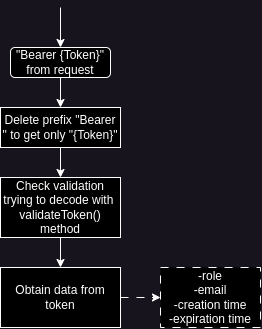 "Bearer {Token}"
from request
Delete prefix "Bearer
" to get only "{Token}"
Check validation
trying to decode with
validateToken()
method
Obtain data from
token
-role
-email
-creation time
-expiration time